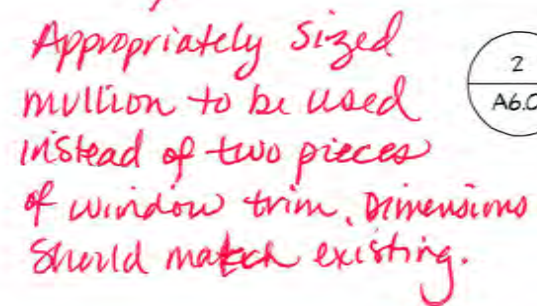 Appropriately sized
mullion to be used
instead of two pieces
of window trim. Dimensions
should match existing.
2
A6.0